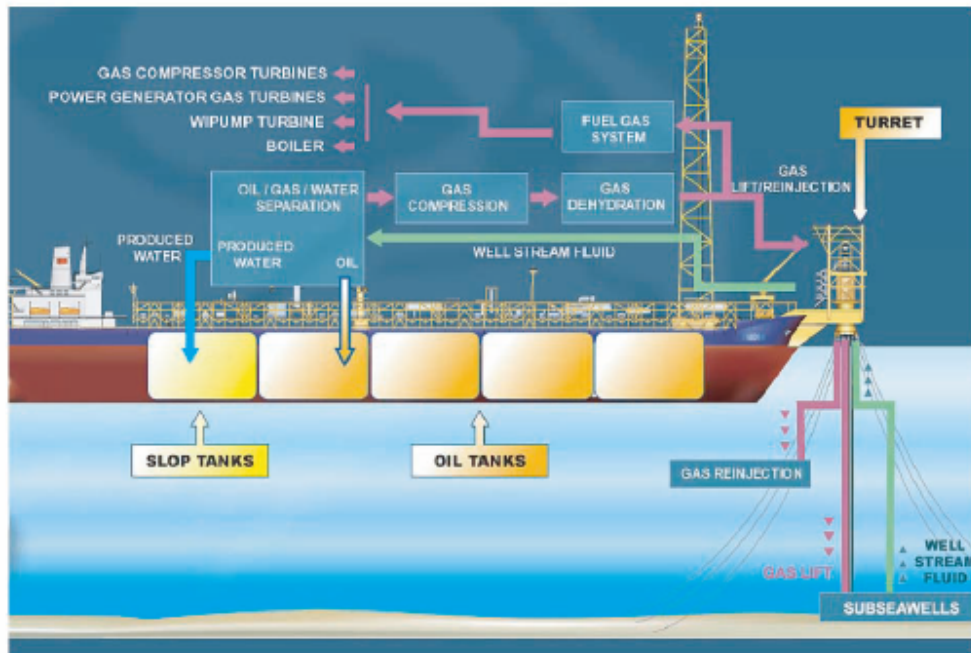 GAS COMPRESSOR TURBINES
POWER GENERATOR GAS TURBINES
WIPUMP TURBINE
BOILER
FUEL GAS
SYSTEM
TURRET
GAS
LIFT/REINJECTION
OIL / GAS / WATER
SEPARATION
GAS
COMPRESSION
GAS
DEHYDRATION
PRODUCED
WATER
PRODUCED
WATER
OIL
WELL STREAM FLUID
SLOP TANKS
OIL TANKS
GAS REINJECTION
GAS LIFT
WELL
STREAM
FLUID
SUBSEAWELLS